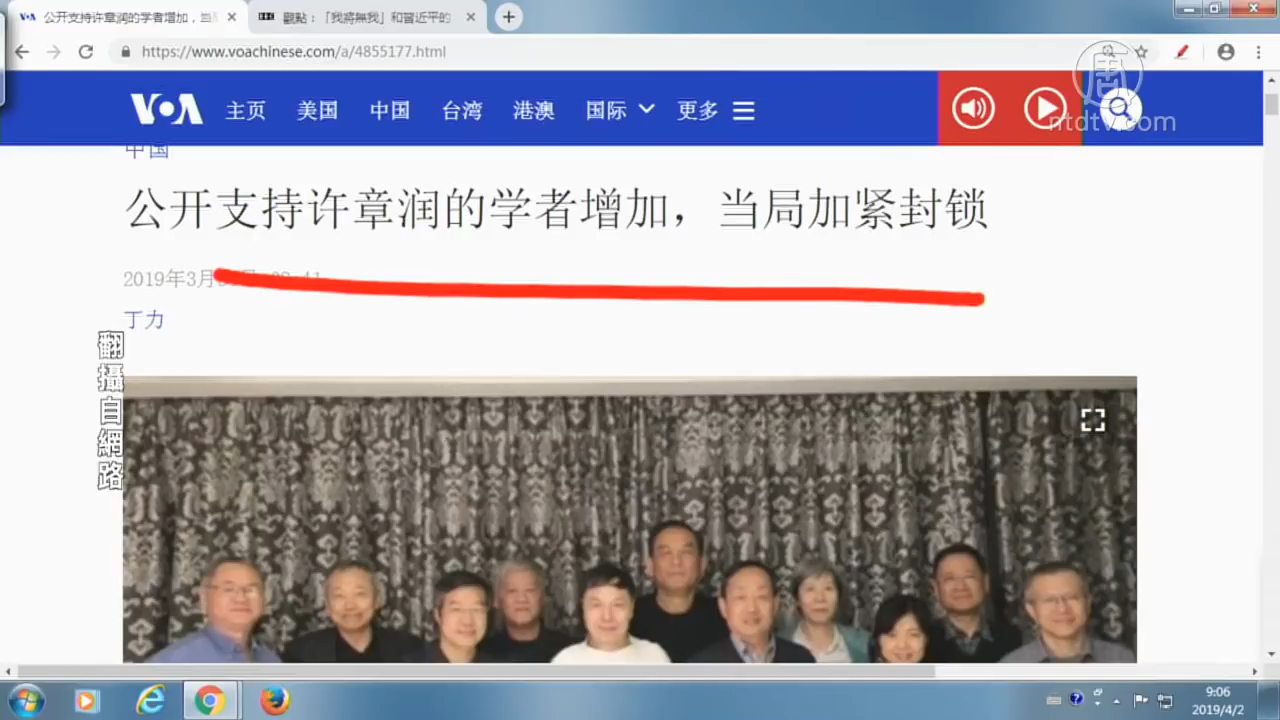 公开支持许章润的学者增加，当局
觀點：「我將無我」和習近平的
https://www.voachinese.com/a/4855177.html
唐
ntdtv.com
VOA 主页 美国 中国 台湾 港澳 国际 更多
中国
公开支持许章润的学者增加，当局加紧封锁
2019年3月
丁力
翻攝自網路
9:06
2019/4/2